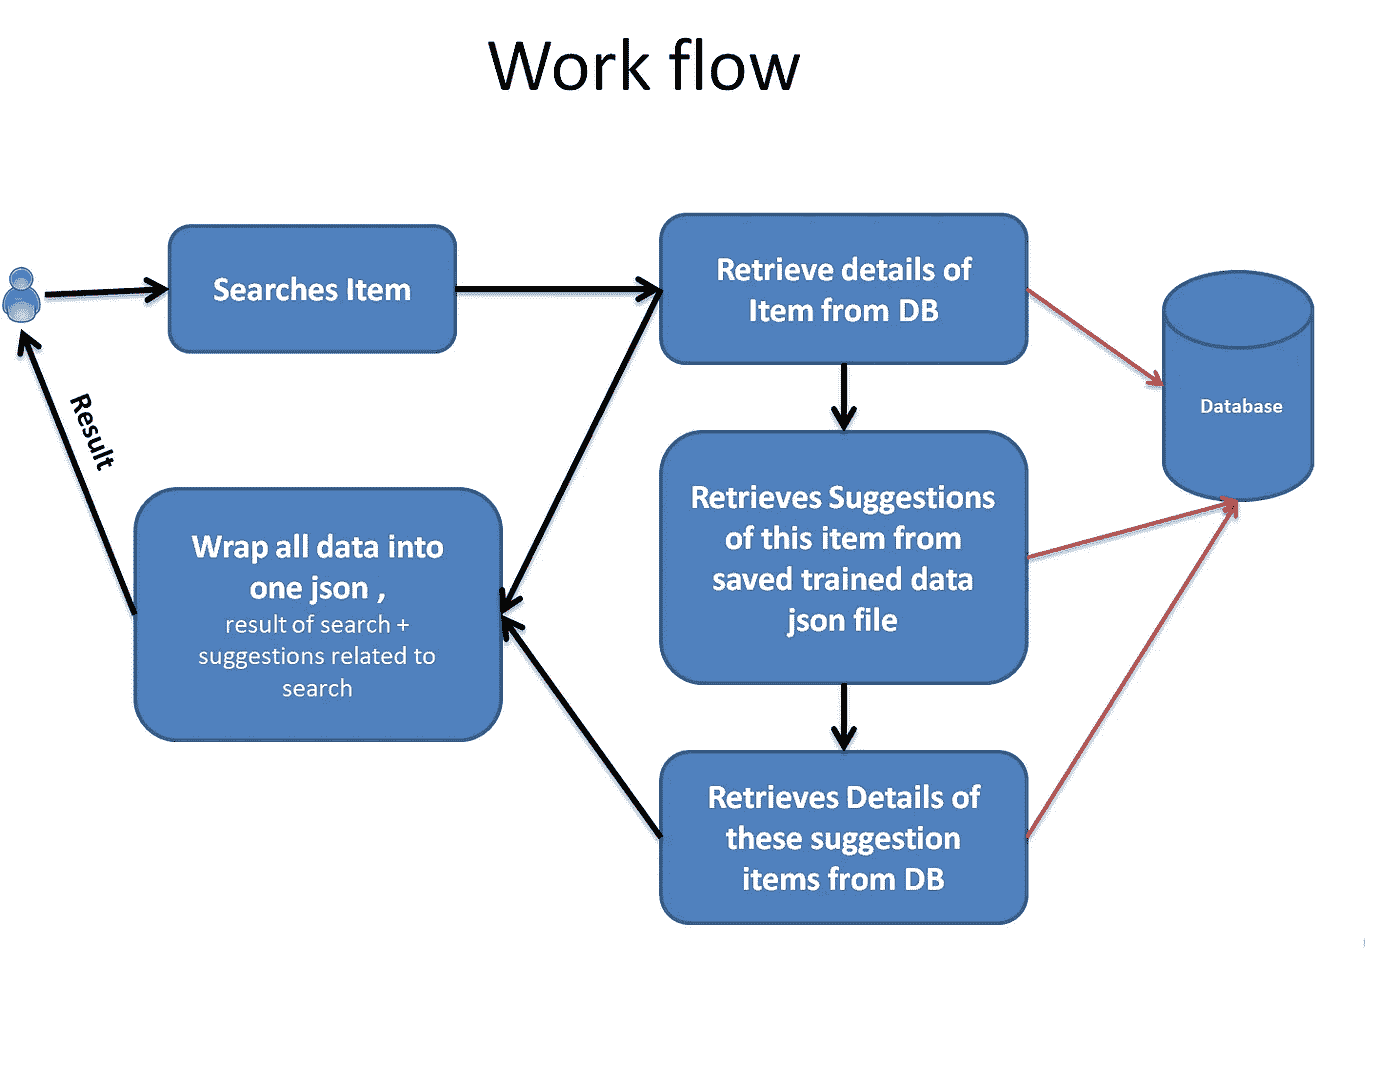 Work flow
Searches Item
Retrieve details of
Item from DB
Database
Result
Retrieves Suggestions
of this item from
saved trained data
json file
Wrap all data into
one json ,
result of search +
suggestions related to
search
Retrieves Details of
these suggestion
items from DB